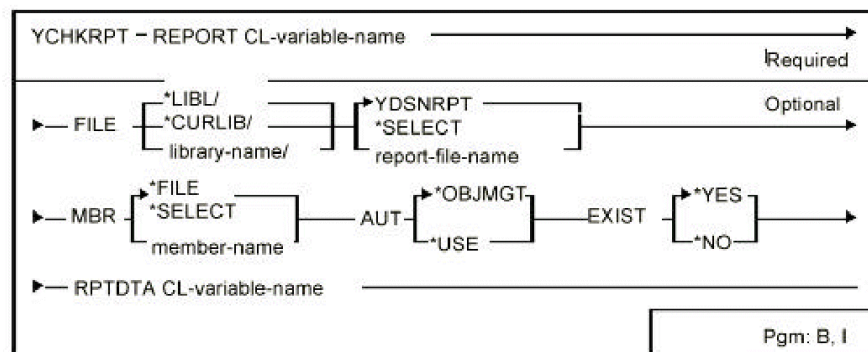 YCHKRPT – REPORT CL-variable-name
Required
*LIBL/
YDSNRPT
Optional
FILE
*CURLIB/
*SELECT
library-name/
report-file-name
*FILE
*OBJMGT
*YES
*SELECT
MBR
AUT
EXIST
member-name
*USE
*NO
RPTDTA CL-variable-name
Pgm: B, I